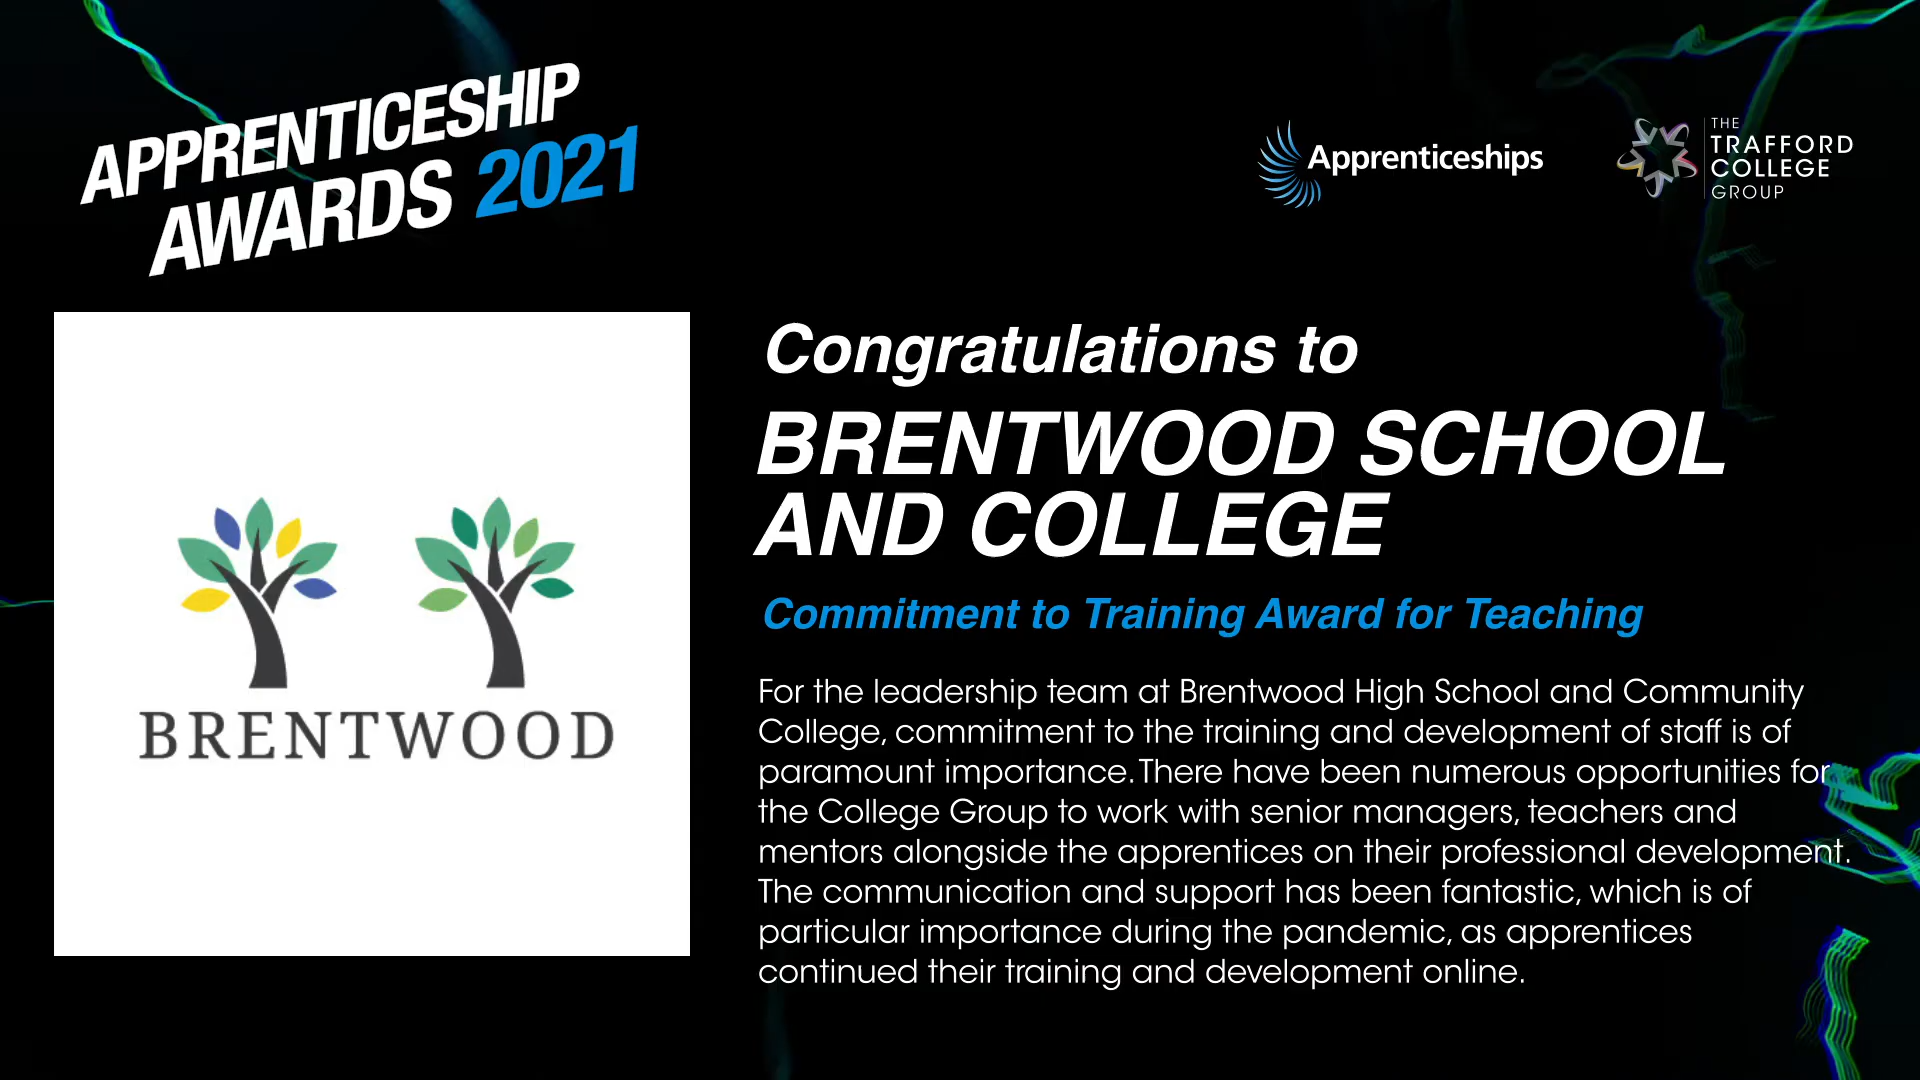 APPRENTICESHIP
AWARDS 2021
Apprenticeships
THE
TRAFFORD
COLLEGE
GROUP
BRENTWOOD
Congratulations to
BRENTWOOD SCHOOL
AND COLLEGE
Commitment to Training Award for Teaching
For the leadership team at Brentwood High School and Community
College, commitment to the training and development of staff is of
paramount importance. There have been numerous opportunities for
the College Group to work with senior managers, teachers and
mentors alongside the apprentices on their professional development.
The communication and support has been fantastic, which is of
particular importance during the pandemic, as apprentices
continued their training and development online.